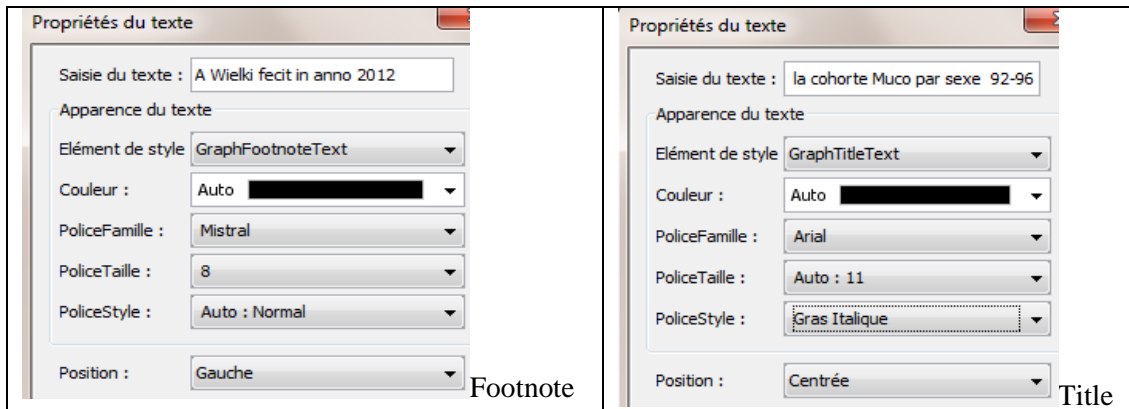 Propriétés du texte
Saisie du texte : A Wielki fecit in anno 2012
Apparence du texte
Elément de style GraphFootnoteText
Couleur : Auto
PoliceFamille : Mistral
PoliceTaille : 8
PoliceStyle : Auto : Normal
Position : Gauche
Footnote
Propriétés du texte
Saisie du texte : la cohorte Muco par sexe 92-96
Apparence du texte
Elément de style GraphTitleText
Couleur : Auto
PoliceFamille : Arial
PoliceTaille : Auto : 11
PoliceStyle : Gras Italique
Position : Centrée
Title